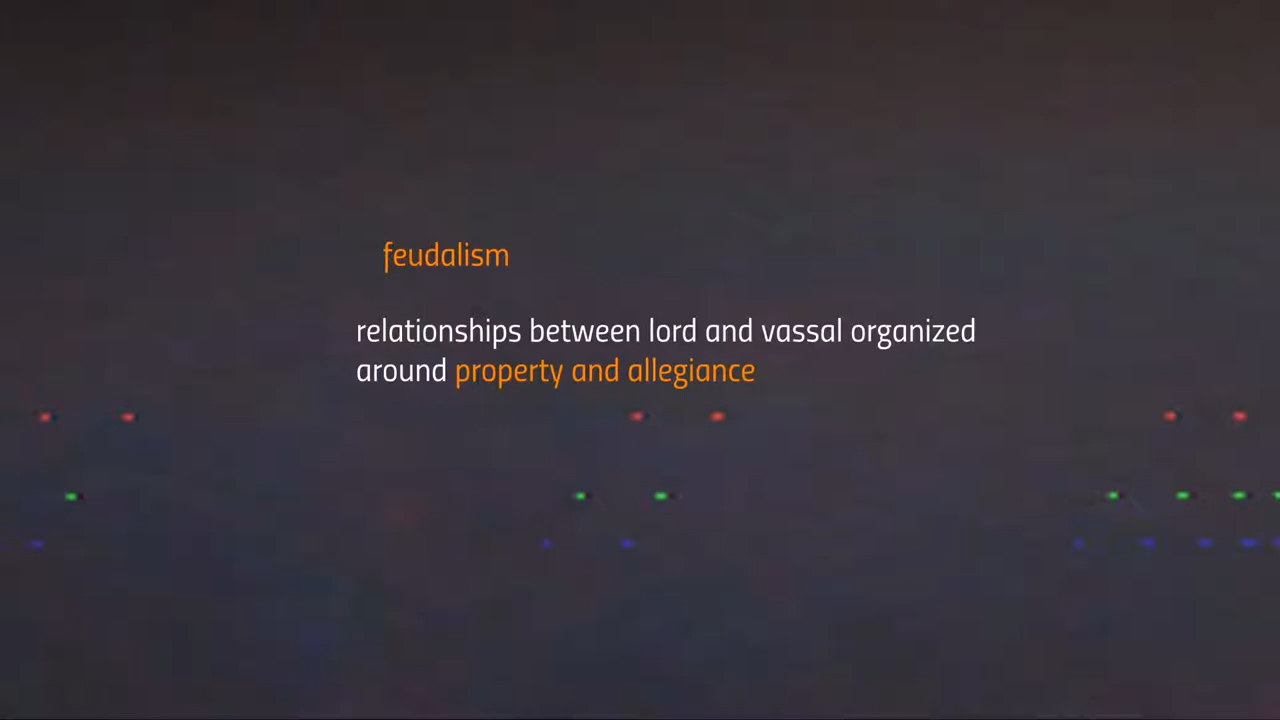 feudalism
relationships between lord and vassal organized
around property and allegiance